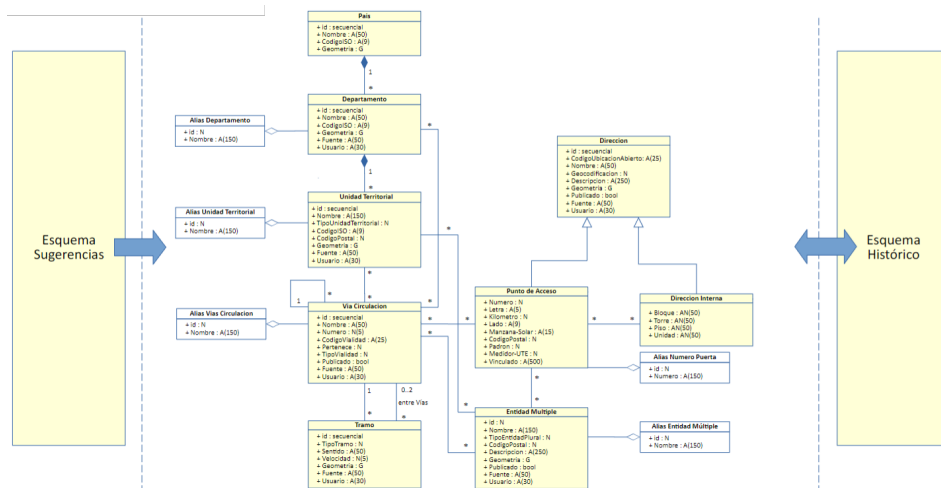 Esquema
Sugerencias
País
+ id : secuencial
+ Nombre : A(50)
+ CodigoISO : A(9)
+ Geometria : G
1
*
Departamento
+ id : secuencial
+ Nombre : A(50)
+ CodigoISO : A(9)
+ Geometria : G
+ Fuente : A(50)
+ Usuario : A(30)
*
Alias Departamento
+ id : N
+ Nombre : A(150)
1
*
Unidad Territorial
+ id : secuencial
+ Nombre : A(150)
+ TipoUnidadTerritorial : N
+ CodigoISO : A(9)
+ CodigoPostal : N
+ Geometria : G
+ Fuente : A(50)
+ Usuario : A(30)
*
Alias Unidad Territorial
+ id : N
+ Nombre : A(150)
*
*
1
*
Via Circulacion
+ id : secuencial
+ Nombre : A(50)
+ Numero : N(5)
+ CodigoVialidad : A(25)
+ Pertenece : N
+ TipoVialidad : N
+ Publicado : bool
+ Fuente : A(50)
+ Usuario : A(30)
*
*
*
Alias Vias Circulacion
+ id : N
+ Nombre : A(150)
1
0..2
entre Vías
*
*
Tramo
+ id : secuencial
+ TipoTramo : N
+ Sentido : A(50)
+ Velocidad : N(5)
+ Geometria : G
+ Fuente : A(50)
+ Usuario : A(30)
Direccion
+ id : secuencial
+ CodigoUbicacionAbierto: A(25)
+ Nombre : A(50)
+ Geocodificacion : N
+ Descripcion : A(250)
+ Geometria : G
+ Publicado : bool
+ Fuente : A(50)
+ Usuario : A(30)
Punto de Acceso
+ Numero : N
+ Letra : A(5)
+ Kilometro : N
+ Lado : A(9)
+ Manzana-Solar : A(15)
+ CodigoPostal : N
+ Padron : N
+ Medidor-UTE : N
+ Vinculado : A(500)
*
*
*
Direccion Interna
+ Bloque : AN(50)
+ Torre : AN(50)
+ Piso : AN(50)
+ Unidad : AN(50)
Alias Numero Puerta
+ id : N
+ Numero : A(150)
*
*
Entidad Multiple
+ id : N
+ Nombre : A(150)
+ TipoEntidadPlural : N
+ CodigoPostal : N
+ Descripcion : A(250)
+ Geometria : G
+ Publicado : bool
+ Fuente : A(50)
+ Usuario : A(30)
*
*
Alias Entidad Múltiple
+ id : N
+ Nombre : A(150)
Esquema
Histórico